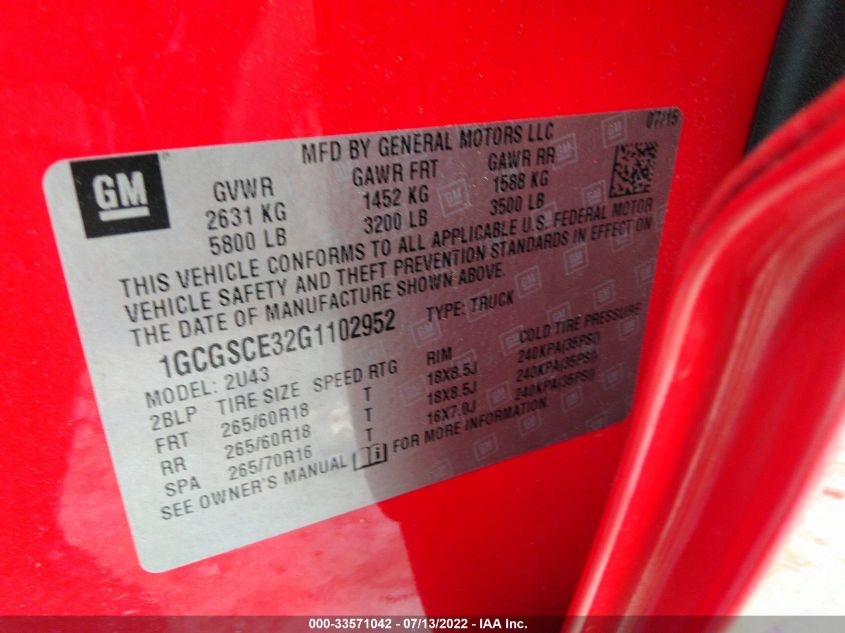 07/15
MFD BY GENERAL MOTORS LLC
GM
GVWR GAWR FRT GAWR RR
2631 KG 1452 KG 1588 KG
5800 LB 3200 LB 3500 LB
THIS VEHICLE CONFORMS TO ALL APPLICABLE U.S. FEDERAL MOTOR
VEHICLE SAFETY AND THEFT PREVENTION STANDARDS IN EFFECT ON
THE DATE OF MANUFACTURE SHOWN ABOVE.
1GCGSCE32G1102952 TYPE: TRUCK
MODEL: 2U43
2BLP TIRE SIZE SPEED RTG RIM COLD TIRE PRESSURE
FRT 265/60R18 T 18X8.5J 240KPA(35PSI)
RR 265/60R18 T 18X8.5J 240KPA(35PSI)
SPA 265/70R16 T 16X7.0J 240KPA(35PSI)
SEE OWNER'S MANUAL FOR MORE INFORMATION.
000-33571042 - 07/13/2022 - IAA Inc.